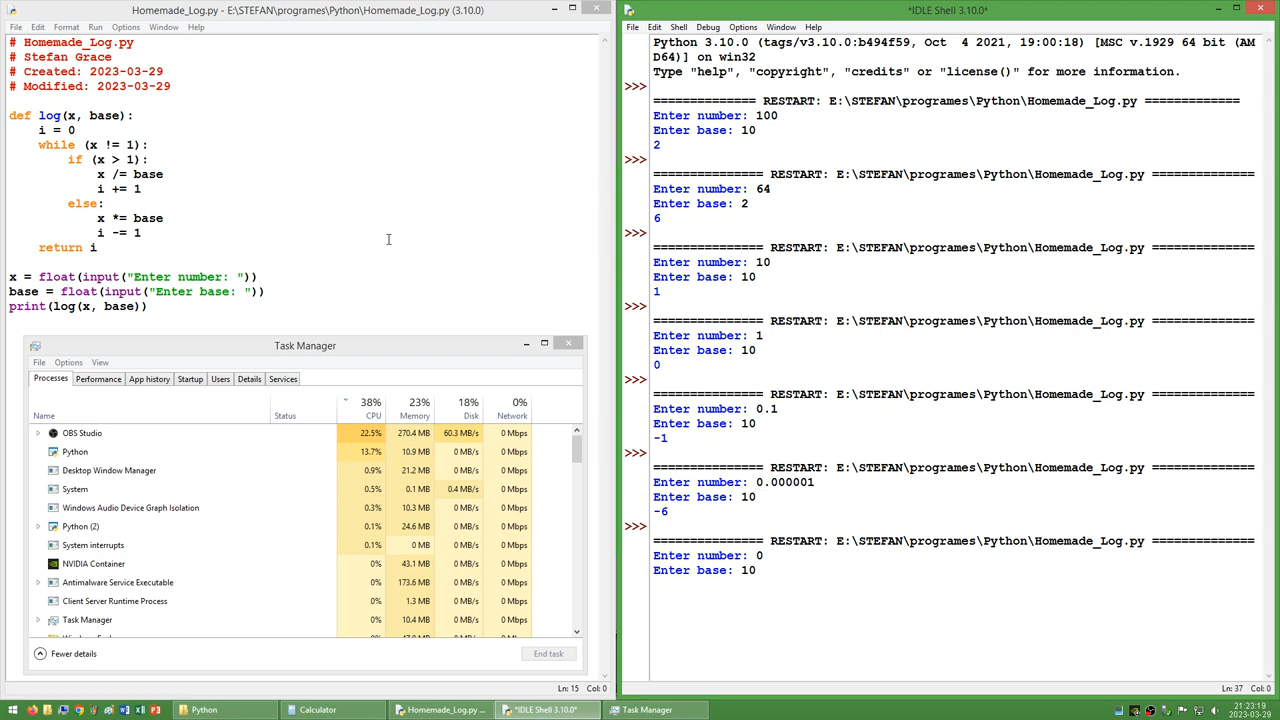 Homemade_Log.py - E:\STEFAN\programes\Python\Homemade_Log.py (3.10.0)
File Edit Format Run Options Window Help
# Homemade_Log.py
# Stefan Grace
# Created: 2023-03-29
# Modified: 2023-03-29
def log(x, base):
i = 0
while (x != 1):
if (x > 1):
x /= base
i += 1
else:
x *= base
i -= 1
return i
x = float(input("Enter number: "))
base = float(input("Enter base: "))
print(log(x, base))
Ln: 15 Col: 0
Task Manager
File Options View
Processes Performance App history Startup Users Details Services
38% 23% 18% 0%
Name Status CPU Memory Disk Network
OBS Studio 22.5% 270.4 MB 60.3 MB/s 0 Mbps
Python 13.7% 10.9 MB 0 MB/s 0 Mbps
Desktop Window Manager 0.9% 21.2 MB 0 MB/s 0 Mbps
System 0.5% 0.1 MB 0.4 MB/s 0 Mbps
Windows Audio Device Graph Isolation 0.3% 10.3 MB 0 MB/s 0 Mbps
Python (2) 0.1% 24.6 MB 0 MB/s 0 Mbps
System interrupts 0.1% 0 MB 0 MB/s 0 Mbps
NVIDIA Container 0% 43.1 MB 0 MB/s 0 Mbps
Antimalware Service Executable 0% 173.6 MB 0 MB/s 0 Mbps
Client Server Runtime Process 0% 1.3 MB 0 MB/s 0 Mbps
Task Manager 0% 10.4 MB 0 MB/s 0 Mbps
Fewer details End task
*IDLE Shell 3.10.0*
File Edit Shell Debug Options Window Help
Python 3.10.0 (tags/v3.10.0:b494f59, Oct  4 2021, 19:00:18) [MSC v.1929 64 bit (AM
D64)] on win32
Type "help", "copyright", "credits" or "license()" for more information.
>>>
============== RESTART: E:\STEFAN\programes\Python\Homemade_Log.py =============
Enter number: 100
Enter base: 10
2
>>>
=============== RESTART: E:\STEFAN\programes\Python\Homemade_Log.py ==============
Enter number: 64
Enter base: 2
6
>>>
=============== RESTART: E:\STEFAN\programes\Python\Homemade_Log.py ==============
Enter number: 10
Enter base: 10
1
>>>
=============== RESTART: E:\STEFAN\programes\Python\Homemade_Log.py ==============
Enter number: 1
Enter base: 10
0
>>>
=============== RESTART: E:\STEFAN\programes\Python\Homemade_Log.py ==============
Enter number: 0.1
Enter base: 10
-1
>>>
=============== RESTART: E:\STEFAN\programes\Python\Homemade_Log.py ==============
Enter number: 0.000001
Enter base: 10
-6
>>>
=============== RESTART: E:\STEFAN\programes\Python\Homemade_Log.py ==============
Enter number: 0
Enter base: 10
Ln: 37 Col: 0
Python Calculator Homemade_Log.py ... *IDLE Shell 3.10.0* Task Manager
21:23:19
2023-03-29